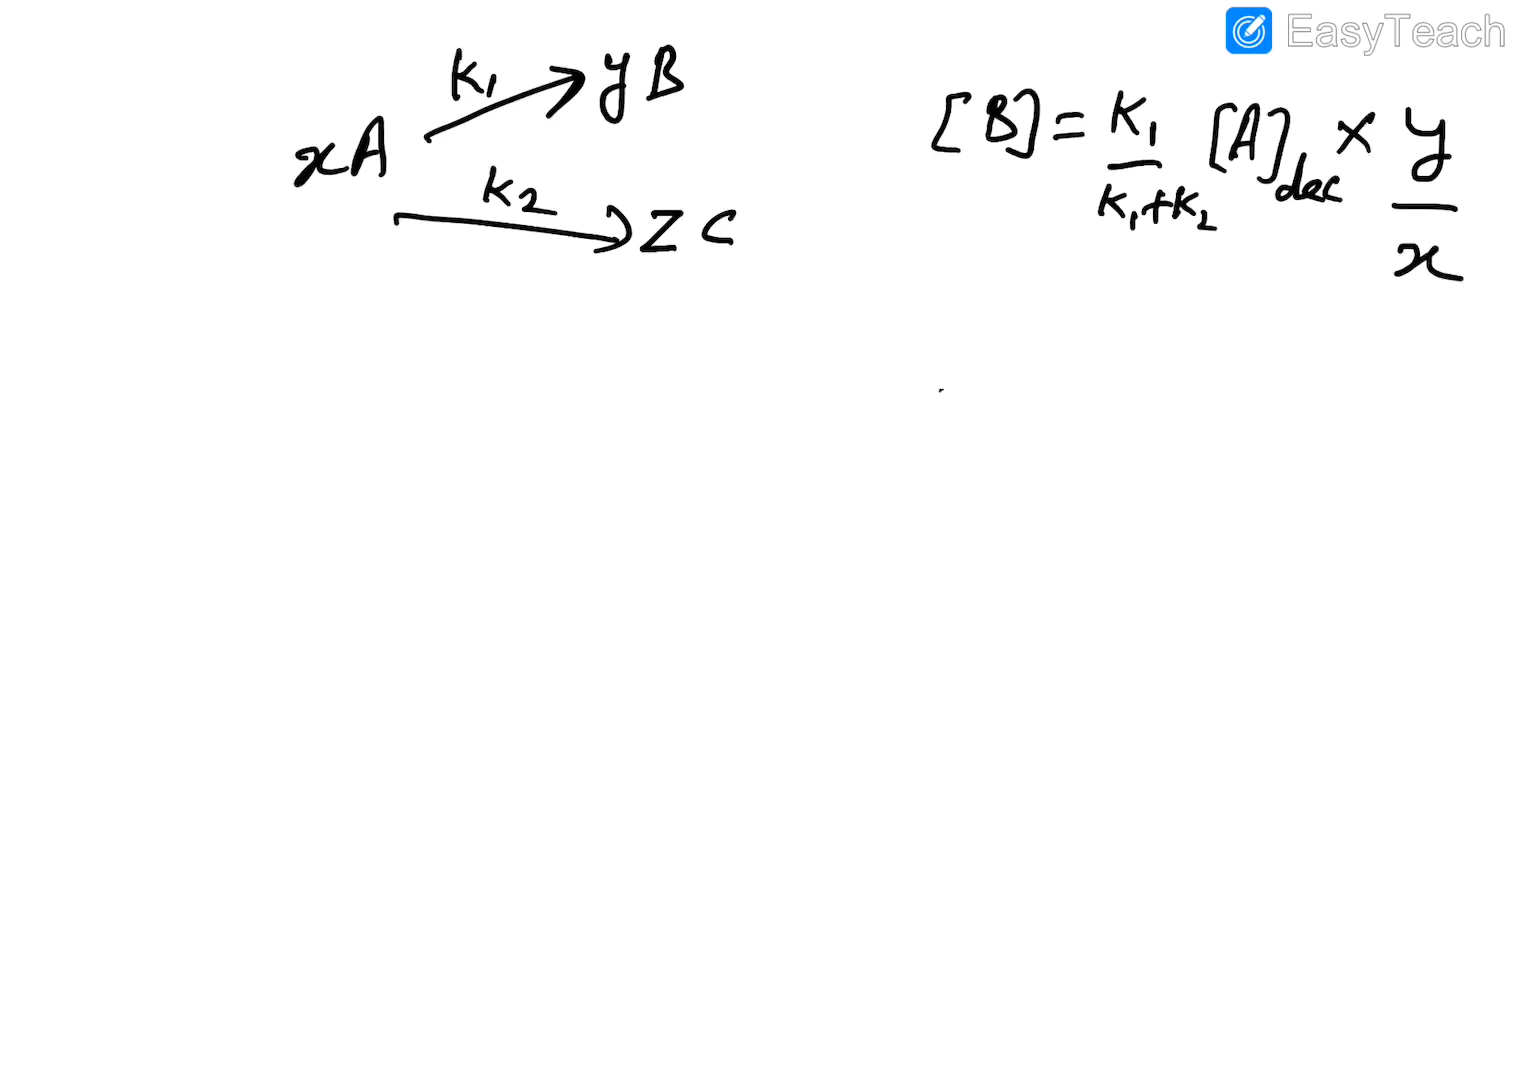 EasyTeach
xA
K₁
yB
K₂
ZC
[B] = K₁/K₁+K₂ [A]dec × y/x